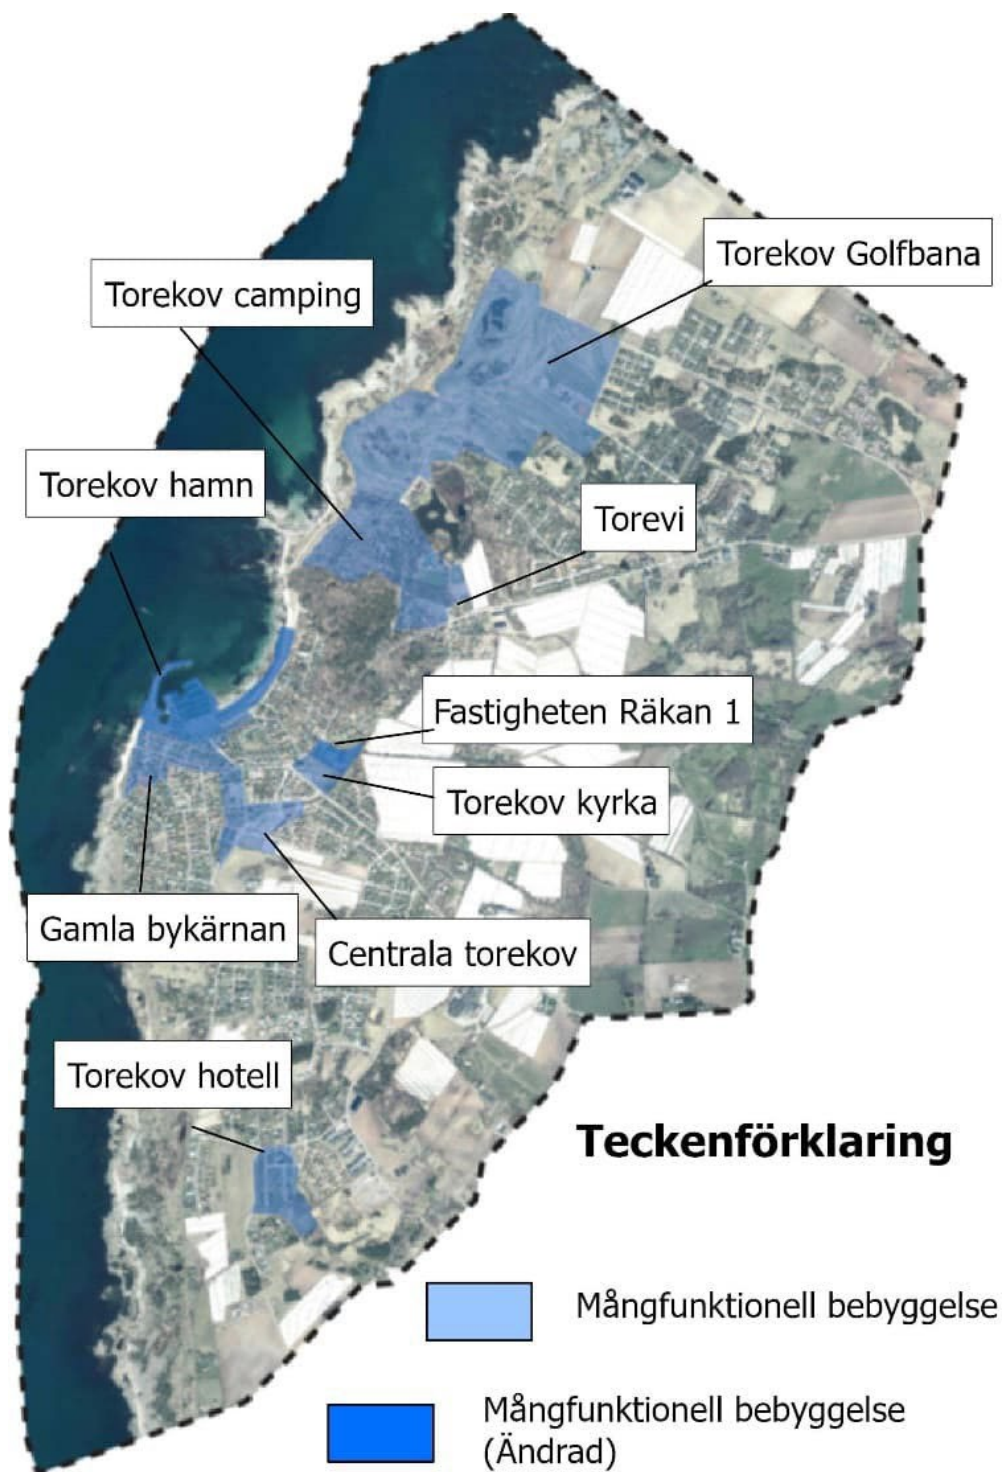 Torekov Golfbana
Torekov camping
Torekov hamn
Torevi
Fastigheten Räkan 1
Torekov kyrka
Gamla bykärnan
Centrala torekov
Torekov hotell
Teckenförklaring
Mångfunktionell bebyggelse
Mångfunktionell bebyggelse
(Ändrad)